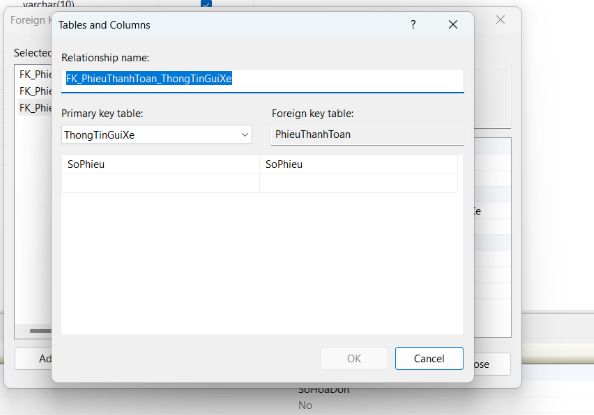 varchar(10)
Foreign K
Tables and Columns
?
Selected
Relationship name:
FK_Phie
FK_PhieuThanhToan_ThongTinGuiXe
FK_Phie
FK_Phie
Primary key table:
Foreign key table:
ThongTinGuiXe
PhieuThanhToan
SoPhieu
SoPhieu
Xe
OK
Cancel
Ad
ose
SoHoaDon
No